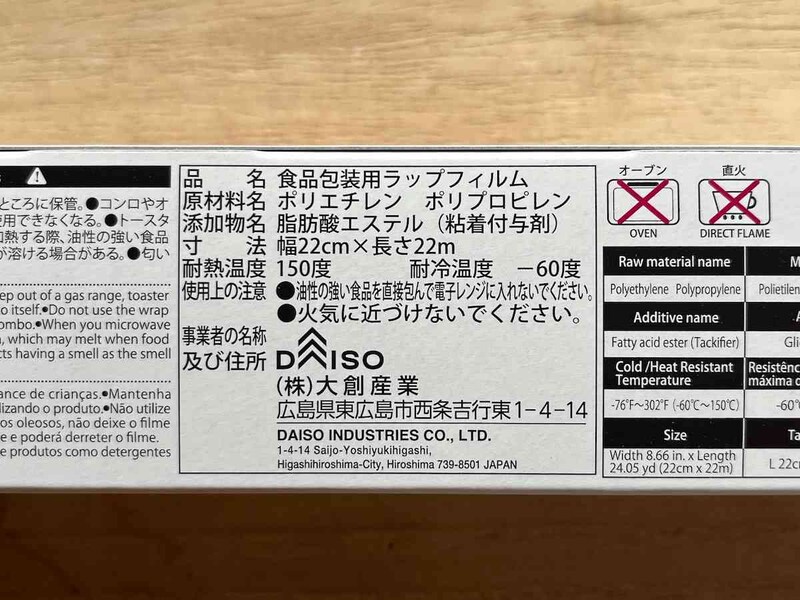 ところに保管。●コンロやオ
使用できなくなる。●トースタ
加熱する際、油性の強い食品
が溶ける場合がある。●匂い
eep out of a gas range, toaster
o itself.●Do not use the wrap
ombo.●When you microwave
n, which may melt when food
cts having a smell as the smell
ance de crianças.●Mantenha
lizando o produto.●Não utilize
os oleosos, não deixe o filme
e e poderá derreter o filme.
e produtos como detergentes
品 名 食品包装用ラップフィルム
原材料名 ポリエチレン ポリプロピレン
添加物名 脂肪酸エステル（粘着付与剤）
寸 法 幅22cm×長さ22m
耐熱温度 150度 耐冷温度 −60度
使用上の注意 ●油性の強い食品を直接包んで電子レンジに入れないでください。
●火気に近づけないでください。
事業者の名称
及び住所 DAISO
(株)大創産業
広島県東広島市西条吉行東1-4-14
DAISO INDUSTRIES CO., LTD.
1-4-14 Saijo-Yoshiyukihigashi,
Higashihiroshima-City, Hiroshima 739-8501 JAPAN
オーブン 直火
OVEN DIRECT FLAME
Raw material name
Polyethylene Polypropylene Polietilen
Additive name
Fatty acid ester (Tackifier) Gli
Cold /Heat Resistant Resistênc
Temperature máxima c
-76°F～302°F (-60℃～150℃) -60°
Size Ta
Width 8.66 in. x Length
24.05 yd (22cm x 22m) L 22c